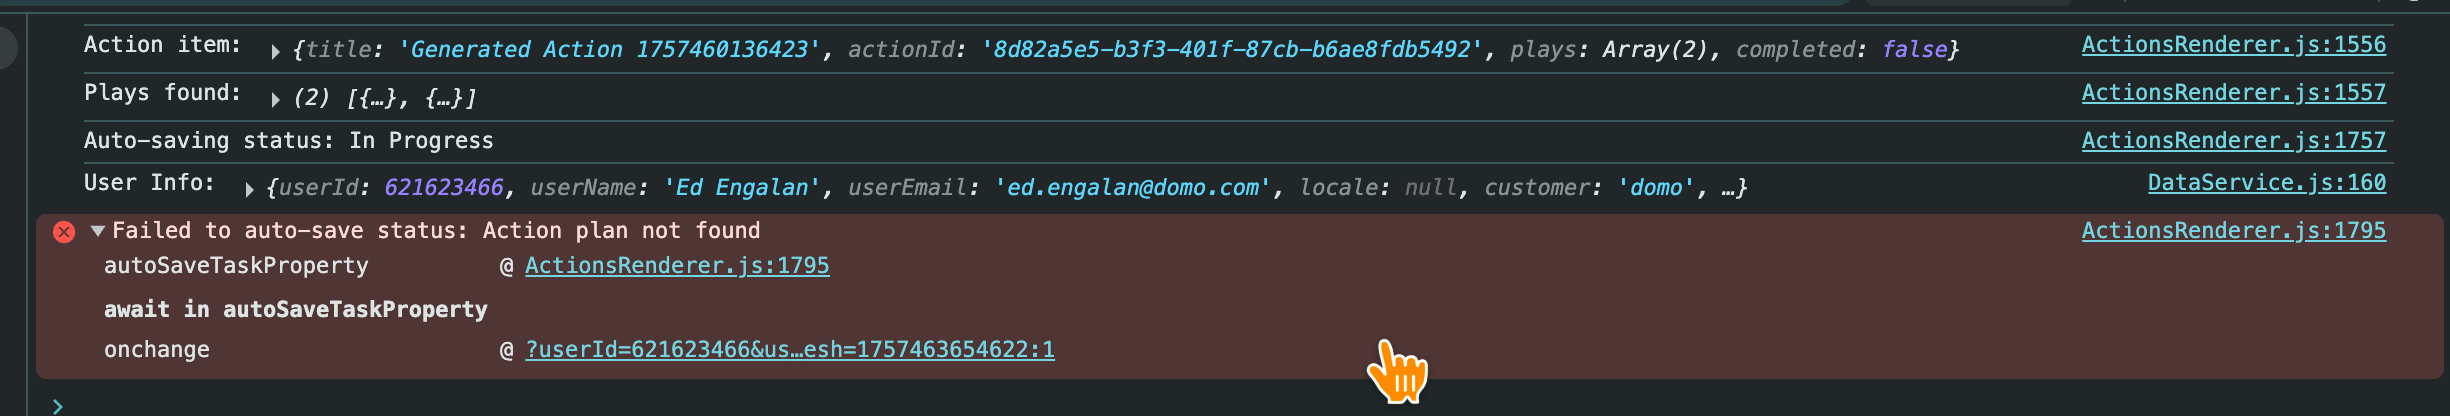 Action item: ▶ {title: 'Generated Action 1757460136423', actionId: '8d82a5e5-b3f3-401f-87cb-b6ae8fdb5492', plays: Array(2), completed: false} ActionsRenderer.js:1556
Plays found: ▶ (2) [{…}, {…}] ActionsRenderer.js:1557
Auto-saving status: In Progress ActionsRenderer.js:1757
User Info: ▶ {userId: 621623466, userName: 'Ed Engalan', userEmail: 'ed.engalan@domo.com', locale: null, customer: 'domo', …} DataService.js:160
▼ Failed to auto-save status: Action plan not found ActionsRenderer.js:1795
autoSaveTaskProperty @ ActionsRenderer.js:1795
await in autoSaveTaskProperty
onchange @ ?userId=621623466&us…esh=1757463654622:1